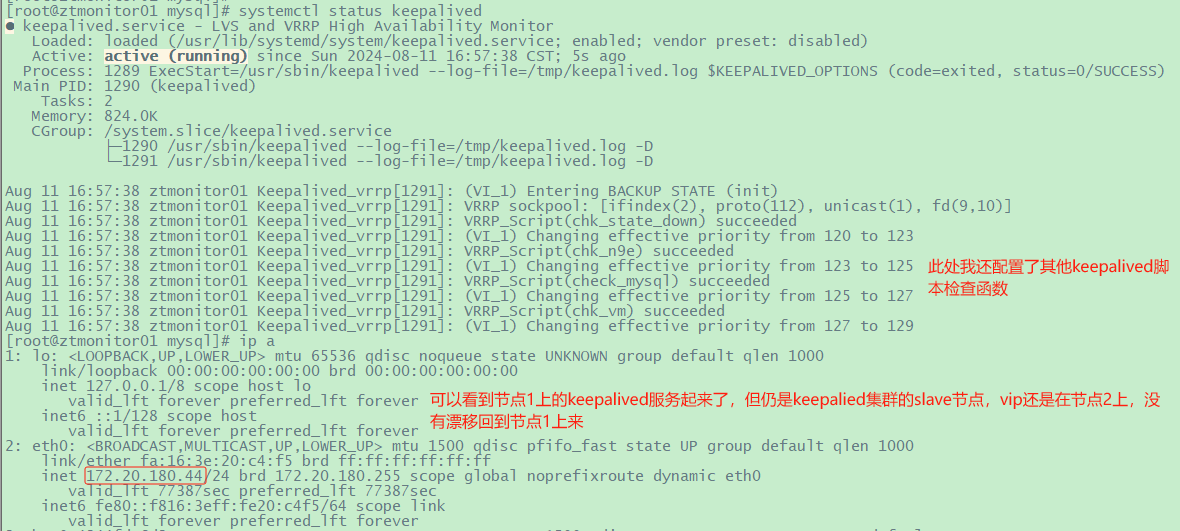 [root@ztmonitor01 mysql]# systemctl status keepalived
● keepalived.service - LVS and VRRP High Availability Monitor
Loaded: loaded (/usr/lib/systemd/system/keepalived.service; enabled; vendor preset: disabled)
Active: active (running) since Sun 2024-08-11 16:57:38 CST; 5s ago
Process: 1289 ExecStart=/usr/sbin/keepalived --log-file=/tmp/keepalived.log $KEEPALIVED_OPTIONS (code=exited, status=0/SUCCESS)
Main PID: 1290 (keepalived)
Tasks: 2
Memory: 824.0K
CGroup: /system.slice/keepalived.service
├─1290 /usr/sbin/keepalived --log-file=/tmp/keepalived.log -D
└─1291 /usr/sbin/keepalived --log-file=/tmp/keepalived.log -D
Aug 11 16:57:38 ztmonitor01 Keepalived_vrrp[1291]: (VI_1) Entering BACKUP STATE (init)
Aug 11 16:57:38 ztmonitor01 Keepalived_vrrp[1291]: VRRP sockpool: [ifindex(2), proto(112), unicast(1), fd(9,10)]
Aug 11 16:57:38 ztmonitor01 Keepalived_vrrp[1291]: VRRP_Script(chk_state_down) succeeded
Aug 11 16:57:38 ztmonitor01 Keepalived_vrrp[1291]: (VI_1) Changing effective priority from 120 to 123
Aug 11 16:57:38 ztmonitor01 Keepalived_vrrp[1291]: VRRP_Script(chk_n9e) succeeded
Aug 11 16:57:38 ztmonitor01 Keepalived_vrrp[1291]: (VI_1) Changing effective priority from 123 to 125
此处我还配置了其他keepalived脚
本检查函数
Aug 11 16:57:38 ztmonitor01 Keepalived_vrrp[1291]: VRRP_Script(check_mysql) succeeded
Aug 11 16:57:38 ztmonitor01 Keepalived_vrrp[1291]: (VI_1) Changing effective priority from 125 to 127
Aug 11 16:57:38 ztmonitor01 Keepalived_vrrp[1291]: VRRP_Script(chk_vm) succeeded
Aug 11 16:57:38 ztmonitor01 Keepalived_vrrp[1291]: (VI_1) Changing effective priority from 127 to 129
[root@ztmonitor01 mysql]# ip a
1: lo: <LOOPBACK,UP,LOWER_UP> mtu 65536 qdisc noqueue state UNKNOWN group default qlen 1000
link/loopback 00:00:00:00:00:00 brd 00:00:00:00:00:00
inet 127.0.0.1/8 scope host lo
valid_lft forever preferred_lft forever
可以看到节点1上的keepalived服务起来了，但仍是keepalied集群的slave节点，vip还是在节点2上，没
有漂移回到节点1上来
inet6 ::1/128 scope host
valid_lft forever preferred_lft forever
2: eth0: <BROADCAST,MULTICAST,UP,LOWER_UP> mtu 1500 qdisc pfifo_fast state UP group default qlen 1000
link/ether fa:16:3e:20:c4:f5 brd ff:ff:ff:ff:ff:ff
inet 172.20.180.44/24 brd 172.20.180.255 scope global noprefixroute dynamic eth0
valid_lft 77387sec preferred_lft 77387sec
inet6 fe80::f816:3eff:fe20:c4f5/64 scope link
valid_lft forever preferred_lft forever